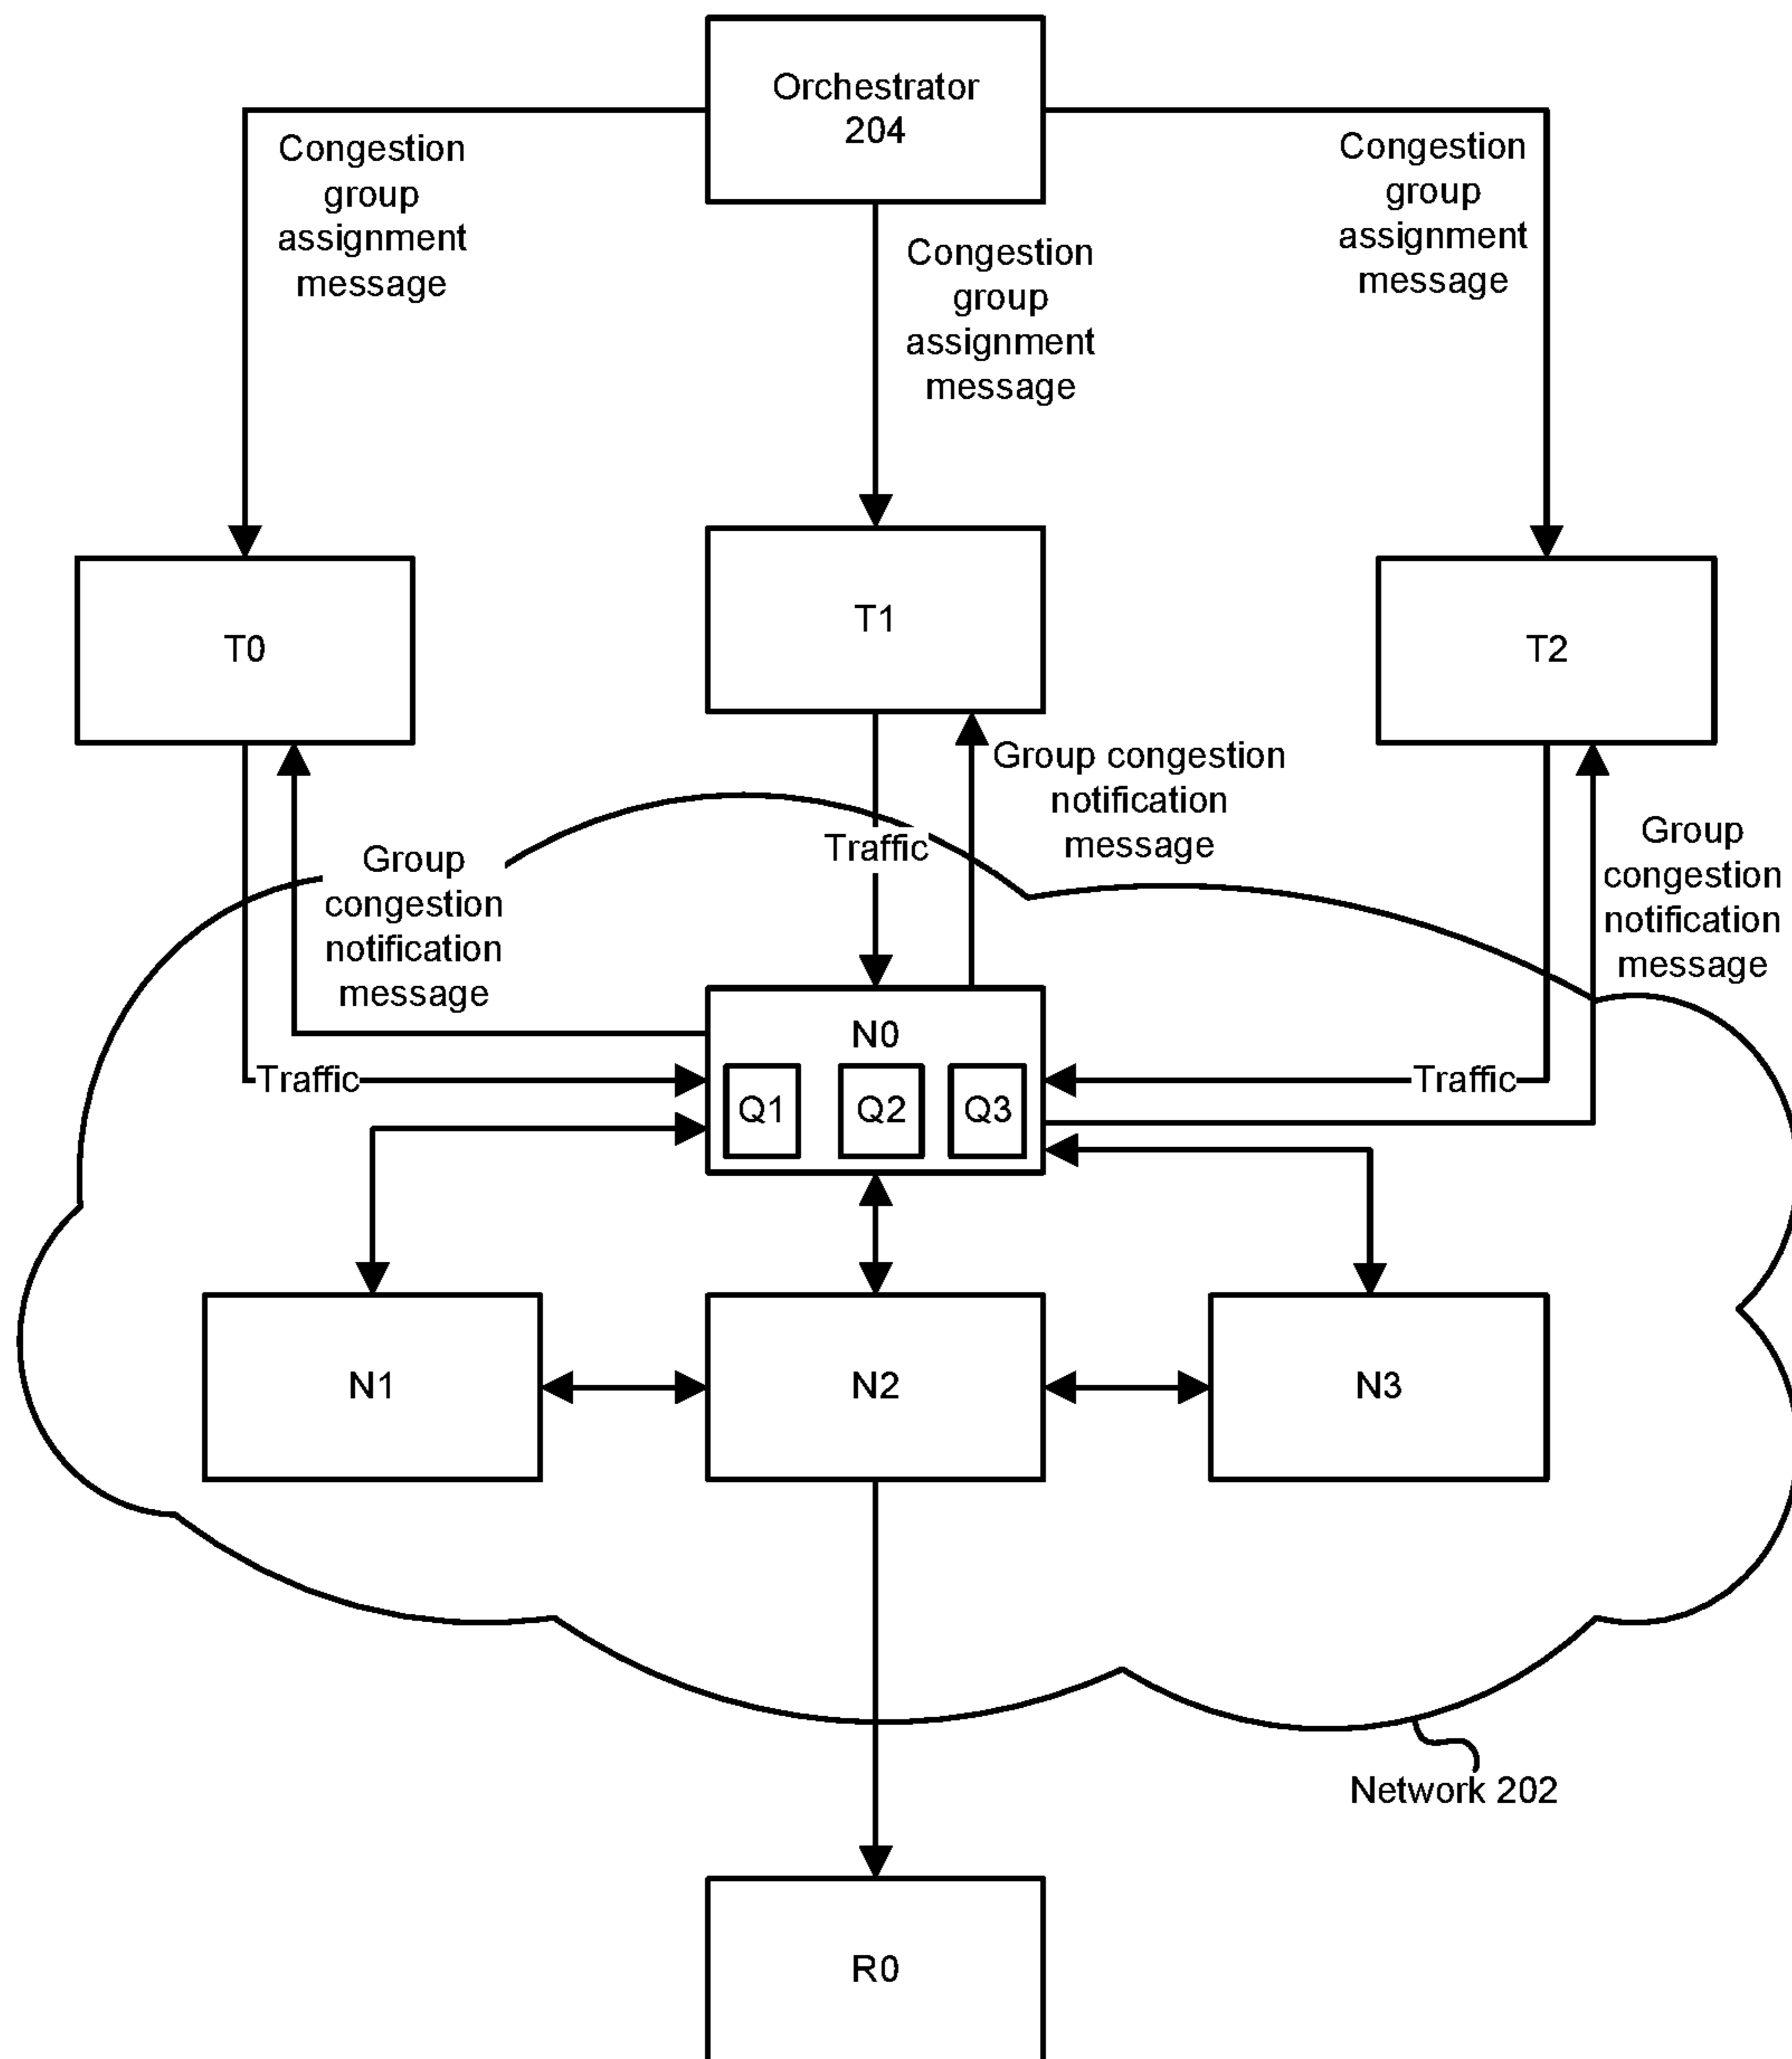 Orchestrator
204
Congestion
group
assignment
message
Congestion
group
assignment
message
Congestion
group
assignment
message
T0
T1
T2
Group congestion
notification
message
Traffic
Group
congestion
notification
message
Group
congestion
notification
message
N0
Traffic
Q1
Q2
Q3
Traffic
N1
N2
N3
Network 202
R0